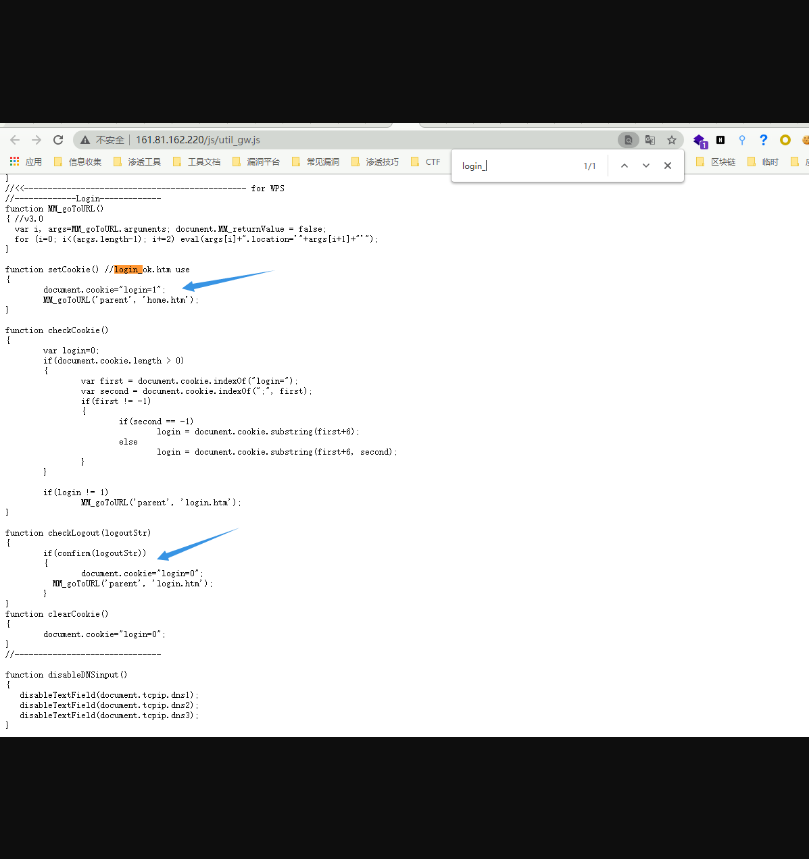 不安全 | 161.81.162.220/js/util_gw.js
应用 信息收集 渗透工具 工具文档 漏洞平台 常见漏洞 渗透技巧 CTF 区块链 临时 应
login_ 1/1
}
//<<----------------------------------------------- for WPS
//-------------Login-------------
function MM_goToURL()
{ //v3.0
var i, args=MM_goToURL.arguments; document.MM_returnValue = false;
for (i=0; i<(args.length-1); i+=2) eval(args[i]+".location='"+args[i+1]+"'");
}
function setCookie() //login_ok.htm use
{
document.cookie="login=1";
MM_goToURL('parent', 'home.htm');
}
function checkCookie()
{
var login=0;
if(document.cookie.length > 0)
{
var first = document.cookie.indexOf("login=");
var second = document.cookie.indexOf(";", first);
if(first != -1)
{
if(second == -1)
login = document.cookie.substring(first+6);
else
login = document.cookie.substring(first+6, second);
}
}
if(login != 1)
MM_goToURL('parent', 'login.htm');
}
function checkLogout(logoutStr)
{
if(confirm(logoutStr))
{
document.cookie="login=0";
MM_goToURL('parent', 'login.htm');
}
}
function clearCookie()
{
document.cookie="login=0";
}
//-------------------------------
function disableDNSinput()
{
disableTextField(document.tcpip.dns1);
disableTextField(document.tcpip.dns2);
disableTextField(document.tcpip.dns3);
}